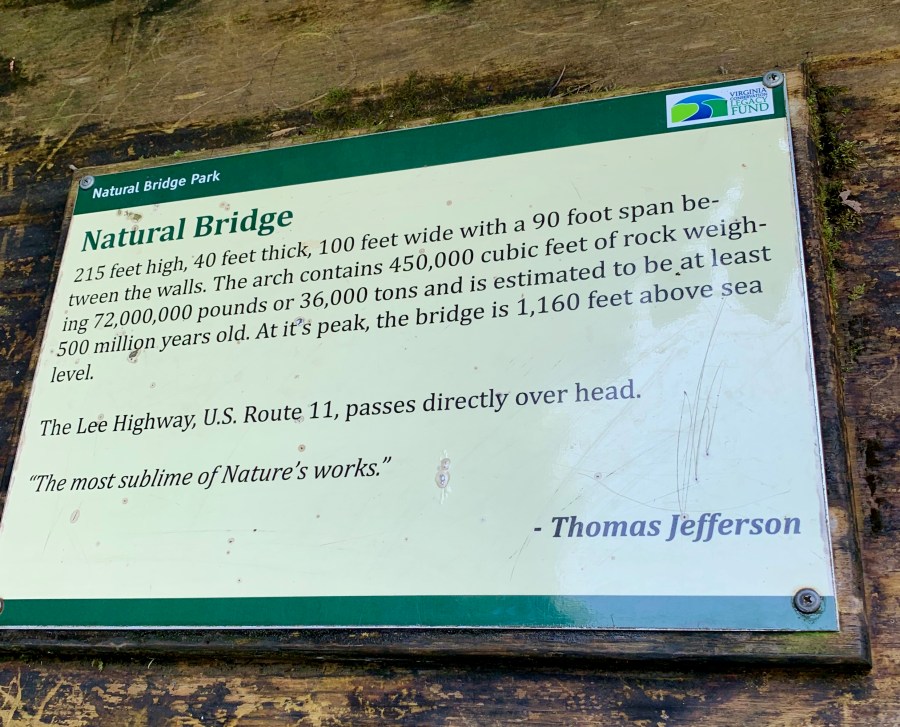 VIRGINIA
CONSERVATION
LEGACY
FUND
Natural Bridge Park
Natural Bridge
215 feet high, 40 feet thick, 100 feet wide with a 90 foot span be-
tween the walls. The arch contains 450,000 cubic feet of rock weigh-
ing 72,000,000 pounds or 36,000 tons and is estimated to be at least
500 million years old. At it's peak, the bridge is 1,160 feet above sea
level.
The Lee Highway, U.S. Route 11, passes directly over head.
“The most sublime of Nature's works.”
- Thomas Jefferson